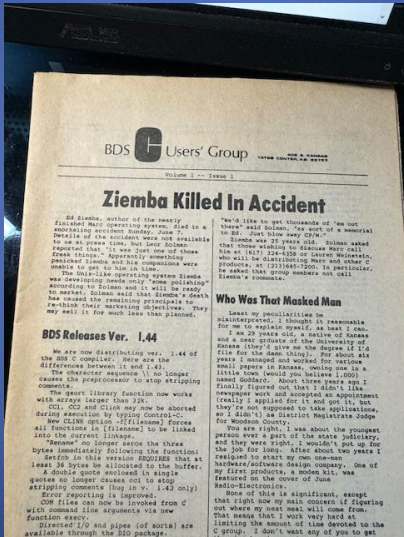 BDS C Users' Group
409 E. KANSAS
YATES CENTER, KS 66783
Volume 1 -- Issue 1
Ziemba Killed In Accident
Ed Ziemba, author of the nearly
finished Marc operating system, died in a
snorkeling accident Sunday, June 7.
Details of the accident were not available
to us at press time, but Leor Zolman
reported that "it was just one of those
freak things." Apparently something
panicked Ziemba and his companions were
unable to get to him in time.
The Unix-like operating system Ziemba
was developing needs only "some polishing"
according to Zolman and it will be ready
to market. Zolman said that Ziemba's death
has caused the remaining principals to
re-think their marketing objectives. They
may sell it for much less than planned.
BDS Releases Ver. 1.44
We are now distributing ver. 1.44 of
the BDS C compiler. Here are the
differences between it and 1.43.
The character sequence \\ no longer
causes the preprocessor to stop stripping
comments.
The qsort library function now works
with arrays larger than 32K.
CC1, CC2 and Clink may now be aborted
during execution by typing Control-C.
New CLINK option -f[filename] forces
all functions in [filename] to be linked
into the current linkage.
"Rename" no longer zeros the three
bytes immediately following the function!
Setfcb in this version REQUIRES that at
least 36 bytes be allocated to the buffer.
A double quote enclosed in single
quotes no longer causes cc1 to stop
stripping comments (bug in v. 1.43 only)
Error reporting is improved.
COM files can now be invoked from C
with command line arguments via new
function execv.
Directed I/O and pipes (of sorts) are
available through the DIO package.
"We'd like to get thousands of 'em out
there" said Zolman, "as sort of a memorial
to Ed. Just blow away CP/M."
Ziemba was 25 years old. Zolman asked
that those wishing to discuss Marc call
him at (617) 324-6358 or Lauren Weinstein,
who will be distributing Marc and other C
products, at (213)645-7200. In particular,
he asked that group members not call
Ziemba's roommates.
Who Was That Masked Man
Least my peculiarities be
misinterpreted, I thought it reasonable
for me to explain myself, as best I can.
I am 29 years old, a native of Kansas
and a near graduate of the University of
Kansas (they'd give me the degree if I'd
file for the damn thing). For about six
years I managed and worked for various
small papers in Kansas, owning one in a
little town (would you believe 1,000)
named Goddard. About three years ago I
finally figured out that I didn't like
newspaper work and accepted an appointment
(really I applied for it and got it, but
they're not supposed to take applications,
so I didn't) as District Magistrate Judge
for Woodson County.
You are right, I was about the youngest
person ever a part of the state judiciary,
and they were right, I wouldn't put up for
the job for long. After about two years I
resigned to start my own one-man
hardware/software design company. One of
my first products, a modem kit, was
featured on the cover of June
Radio-Electronics.
None of this is significant, except
that right now my main concern if figuring
out where my next meal will come from.
That means that I work vary hard at
limiting the amount of time devoted to the
C group. I don't want any of you to get